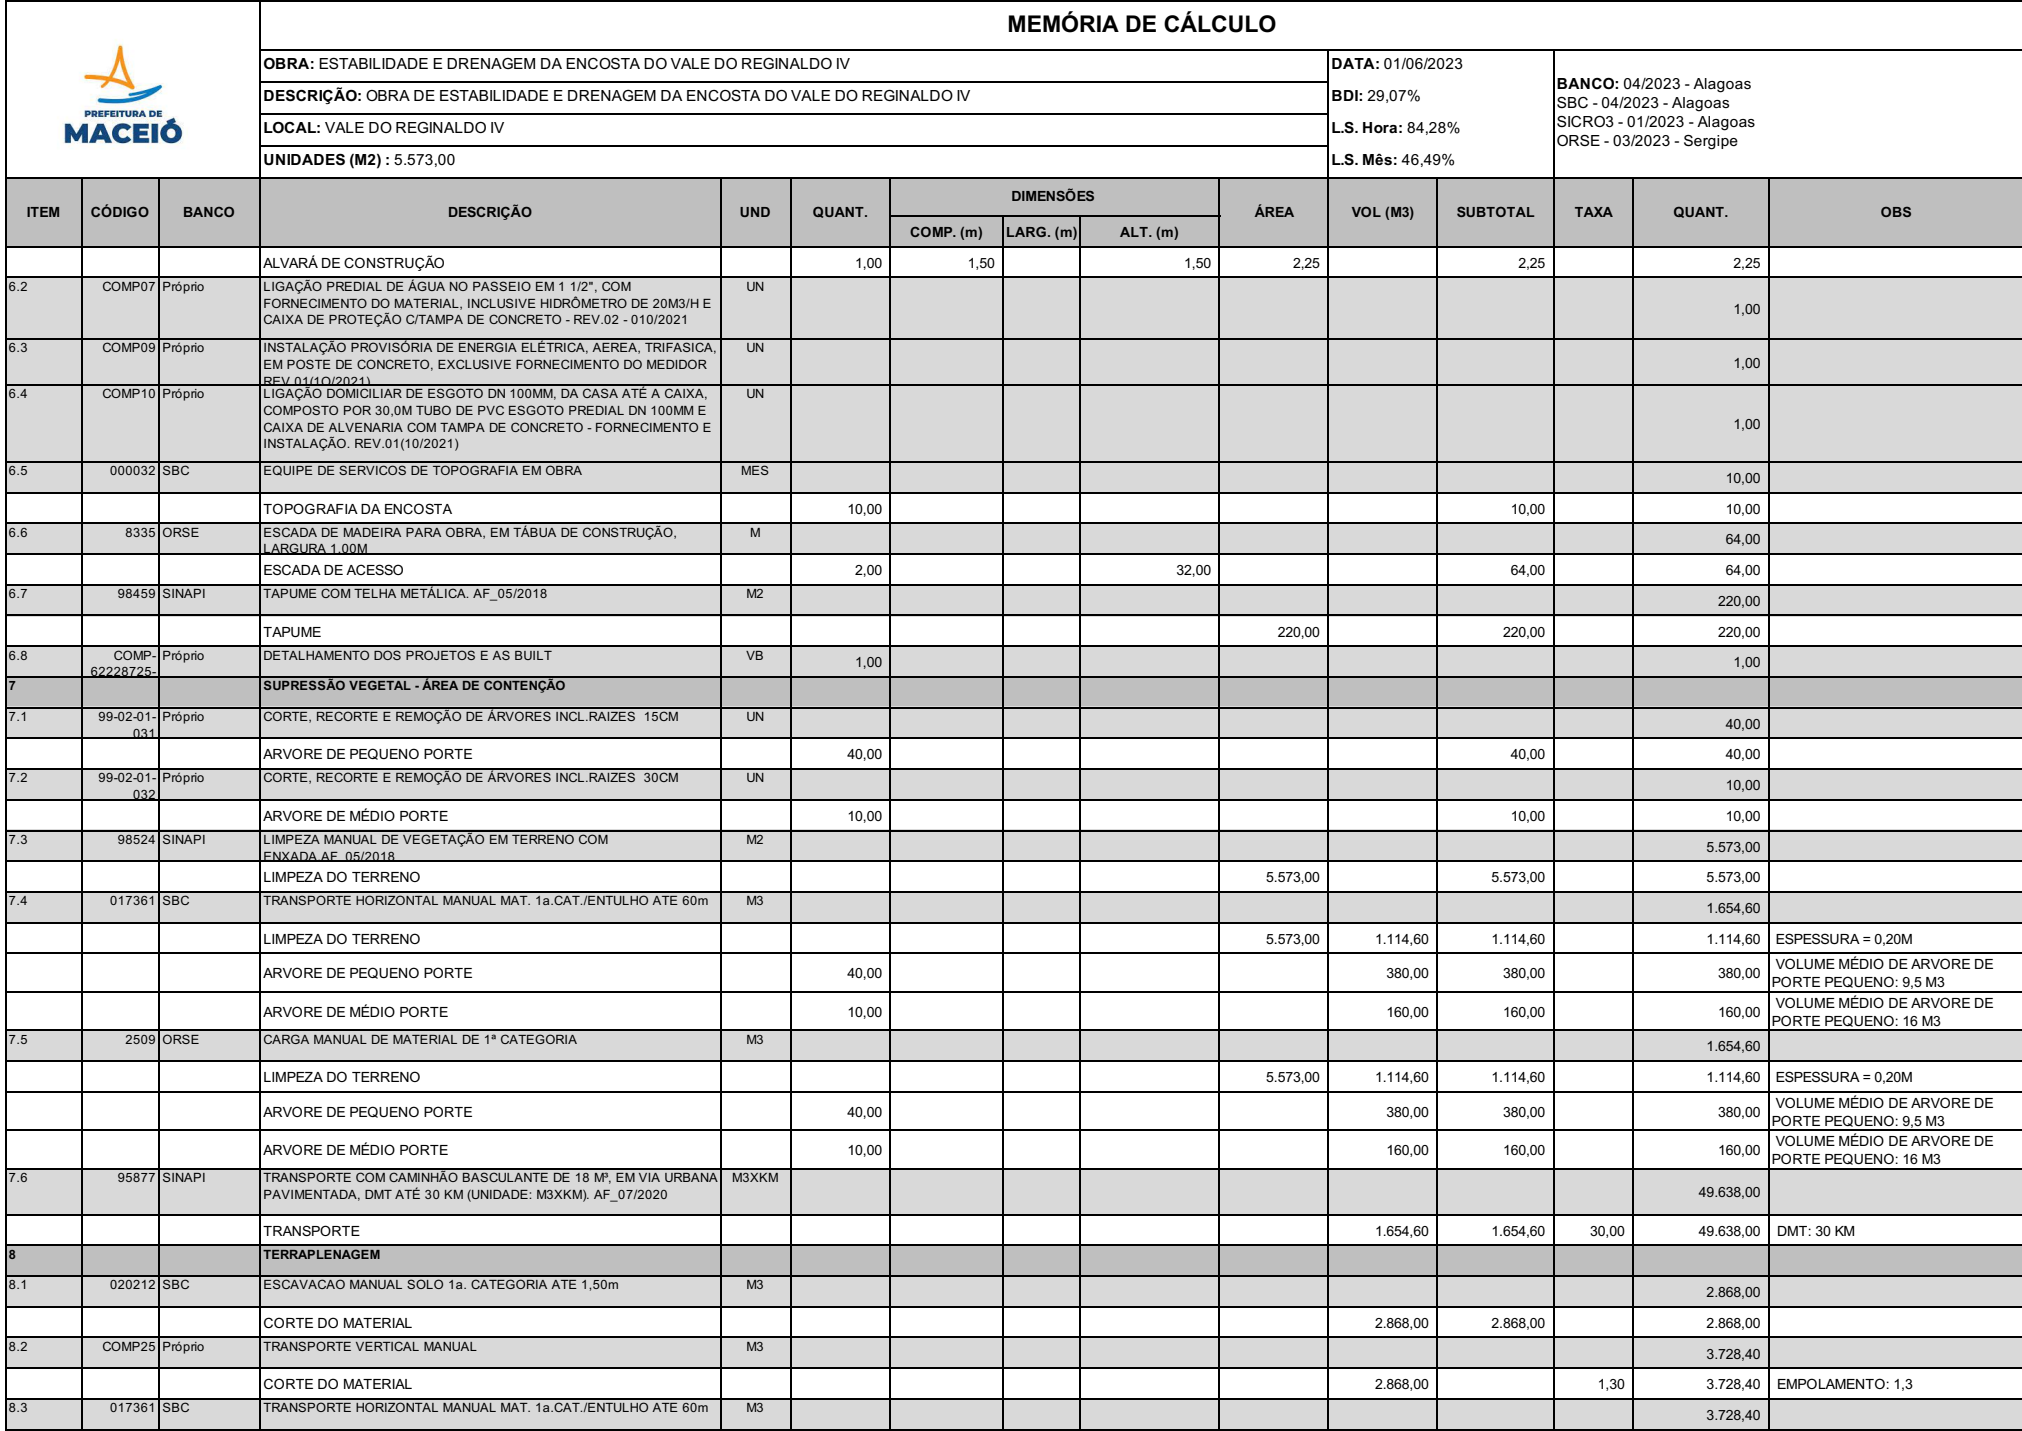 MEMÓRIA DE CÁLCULO
PREFEITURA DE
MACEIÓ
OBRA: ESTABILIDADE E DRENAGEM DA ENCOSTA DO VALE DO REGINALDO IV
DESCRIÇÃO: OBRA DE ESTABILIDADE E DRENAGEM DA ENCOSTA DO VALE DO REGINALDO IV
LOCAL: VALE DO REGINALDO IV
UNIDADES (M2) : 5.573,00
DATA: 01/06/2023
BDI: 29,07%
L.S. Hora: 84,28%
L.S. Mês: 46,49%
BANCO: 04/2023 - Alagoas
SBC - 04/2023 - Alagoas
SICRO3 - 01/2023 - Alagoas
ORSE - 03/2023 - Sergipe
ITEM CÓDIGO BANCO DESCRIÇÃO UND QUANT. DIMENSÕES ÁREA VOL (M3) SUBTOTAL TAXA QUANT. OBS
COMP. (m) LARG. (m) ALT. (m)
ALVARÁ DE CONSTRUÇÃO 1,00 1,50 1,50 2,25 2,25 2,25
6.2 COMP07 Próprio LIGAÇÃO PREDIAL DE ÁGUA NO PASSEIO EM 1 1/2", COM UN
FORNECIMENTO DO MATERIAL, INCLUSIVE HIDRÔMETRO DE 20M3/H E
CAIXA DE PROTEÇÃO C/TAMPA DE CONCRETO - REV.02 - 010/2021
1,00
6.3 COMP09 Próprio INSTALAÇÃO PROVISÓRIA DE ENERGIA ELÉTRICA, AEREA, TRIFASICA, UN
EM POSTE DE CONCRETO, EXCLUSIVE FORNECIMENTO DO MEDIDOR 1,00
REV.01(1O/2021)
6.4 COMP10 Próprio LIGAÇÃO DOMICILIAR DE ESGOTO DN 100MM, DA CASA ATÉ A CAIXA, UN
COMPOSTO POR 30,0M TUBO DE PVC ESGOTO PREDIAL DN 100MM E
CAIXA DE ALVENARIA COM TAMPA DE CONCRETO - FORNECIMENTO E 1,00
INSTALAÇÃO. REV.01(10/2021)
6.5 000032 SBC EQUIPE DE SERVICOS DE TOPOGRAFIA EM OBRA MES 10,00
TOPOGRAFIA DA ENCOSTA 10,00 10,00 10,00
6.6 8335 ORSE ESCADA DE MADEIRA PARA OBRA, EM TÁBUA DE CONSTRUÇÃO, M 64,00
LARGURA 1,00M
ESCADA DE ACESSO 2,00 32,00 64,00 64,00
6.7 98459 SINAPI TAPUME COM TELHA METÁLICA. AF_05/2018 M2 220,00
TAPUME 220,00 220,00 220,00
6.8 COMP- Próprio DETALHAMENTO DOS PROJETOS E AS BUILT VB 1,00 1,00
62228725-
7 SUPRESSÃO VEGETAL - ÁREA DE CONTENÇÃO
7.1 99-02-01- Próprio CORTE, RECORTE E REMOÇÃO DE ÁRVORES INCL.RAIZES 15CM UN 40,00
031
ARVORE DE PEQUENO PORTE 40,00 40,00 40,00
7.2 99-02-01- Próprio CORTE, RECORTE E REMOÇÃO DE ÁRVORES INCL.RAIZES 30CM UN 10,00
032
ARVORE DE MÉDIO PORTE 10,00 10,00 10,00
7.3 98524 SINAPI LIMPEZA MANUAL DE VEGETAÇÃO EM TERRENO COM M2 5.573,00
ENXADA.AF_05/2018
LIMPEZA DO TERRENO 5.573,00 5.573,00 5.573,00
7.4 017361 SBC TRANSPORTE HORIZONTAL MANUAL MAT. 1a.CAT./ENTULHO ATE 60m M3 1.654,60
LIMPEZA DO TERRENO 5.573,00 1.114,60 1.114,60 1.114,60 ESPESSURA = 0,20M
ARVORE DE PEQUENO PORTE 40,00 380,00 380,00 380,00 VOLUME MÉDIO DE ARVORE DE
PORTE PEQUENO: 9,5 M3
ARVORE DE MÉDIO PORTE 10,00 160,00 160,00 160,00 VOLUME MÉDIO DE ARVORE DE
PORTE PEQUENO: 16 M3
7.5 2509 ORSE CARGA MANUAL DE MATERIAL DE 1ª CATEGORIA M3 1.654,60
LIMPEZA DO TERRENO 5.573,00 1.114,60 1.114,60 1.114,60 ESPESSURA = 0,20M
ARVORE DE PEQUENO PORTE 40,00 380,00 380,00 380,00 VOLUME MÉDIO DE ARVORE DE
PORTE PEQUENO: 9,5 M3
ARVORE DE MÉDIO PORTE 10,00 160,00 160,00 160,00 VOLUME MÉDIO DE ARVORE DE
PORTE PEQUENO: 16 M3
7.6 95877 SINAPI TRANSPORTE COM CAMINHÃO BASCULANTE DE 18 M³, EM VIA URBANA M3XKM
PAVIMENTADA, DMT ATÉ 30 KM (UNIDADE: M3XKM). AF_07/2020 49.638,00
TRANSPORTE 1.654,60 1.654,60 30,00 49.638,00 DMT: 30 KM
8 TERRAPLENAGEM
8.1 020212 SBC ESCAVACAO MANUAL SOLO 1a. CATEGORIA ATE 1,50m M3 2.868,00
CORTE DO MATERIAL 2.868,00 2.868,00 2.868,00
8.2 COMP25 Próprio TRANSPORTE VERTICAL MANUAL M3 3.728,40
CORTE DO MATERIAL 2.868,00 1,30 3.728,40 EMPOLAMENTO: 1,3
8.3 017361 SBC TRANSPORTE HORIZONTAL MANUAL MAT. 1a.CAT./ENTULHO ATE 60m M3 3.728,40